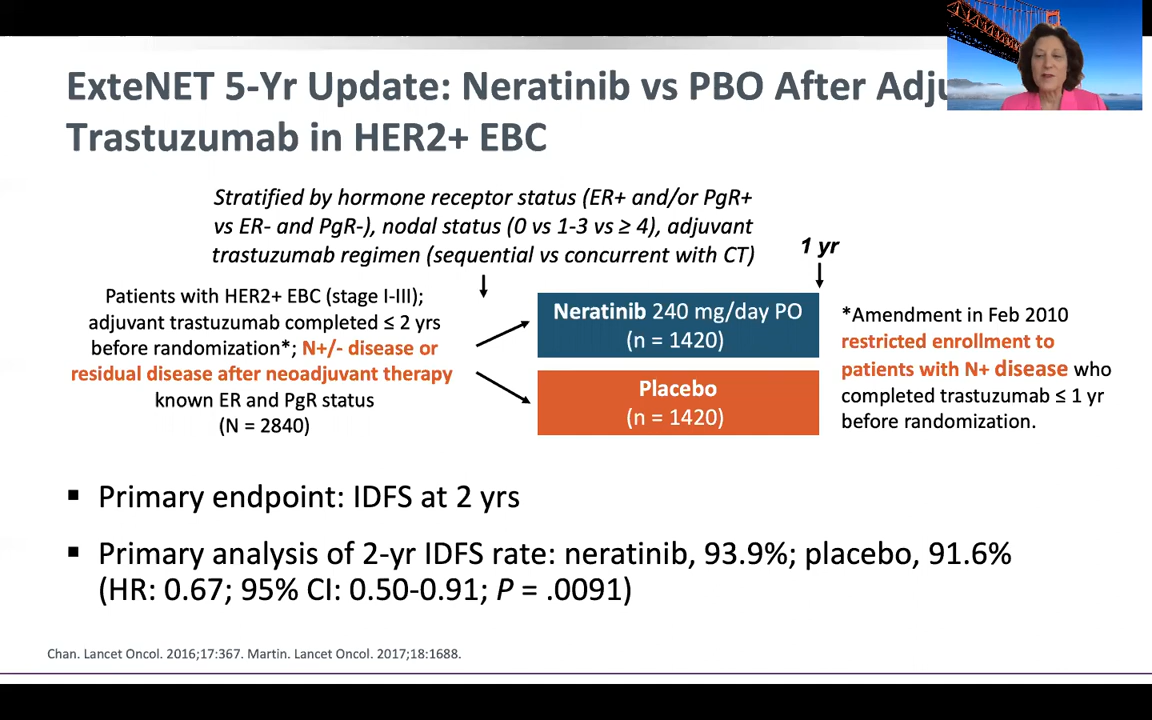 ExteNET 5-Yr Update: Neratinib vs PBO After
Trastuzumab in HER2+ EBC
Stratified by hormone receptor status (ER+ and/or PgR+
vs ER- and PgR-), nodal status (0 vs 1-3 vs ≥ 4), adjuvant
trastuzumab regimen (sequential vs concurrent with CT)
1 yr
Patients with HER2+ EBC (stage I-III);
adjuvant trastuzumab completed ≤ 2 yrs
before randomization*; N+/- disease or
residual disease after neoadjuvant therapy
known ER and PgR status
(N = 2840)
Neratinib 240 mg/day PO
(n = 1420)
Placebo
(n = 1420)
*Amendment in Feb 2010
restricted enrollment to
patients with N+ disease who
completed trastuzumab ≤ 1 yr
before randomization.
▪ Primary endpoint: IDFS at 2 yrs
▪ Primary analysis of 2-yr IDFS rate: neratinib, 93.9%; placebo, 91.6%
(HR: 0.67; 95% CI: 0.50-0.91; P = .0091)
Chan. Lancet Oncol. 2016;17:367. Martin. Lancet Oncol. 2017;18:1688.